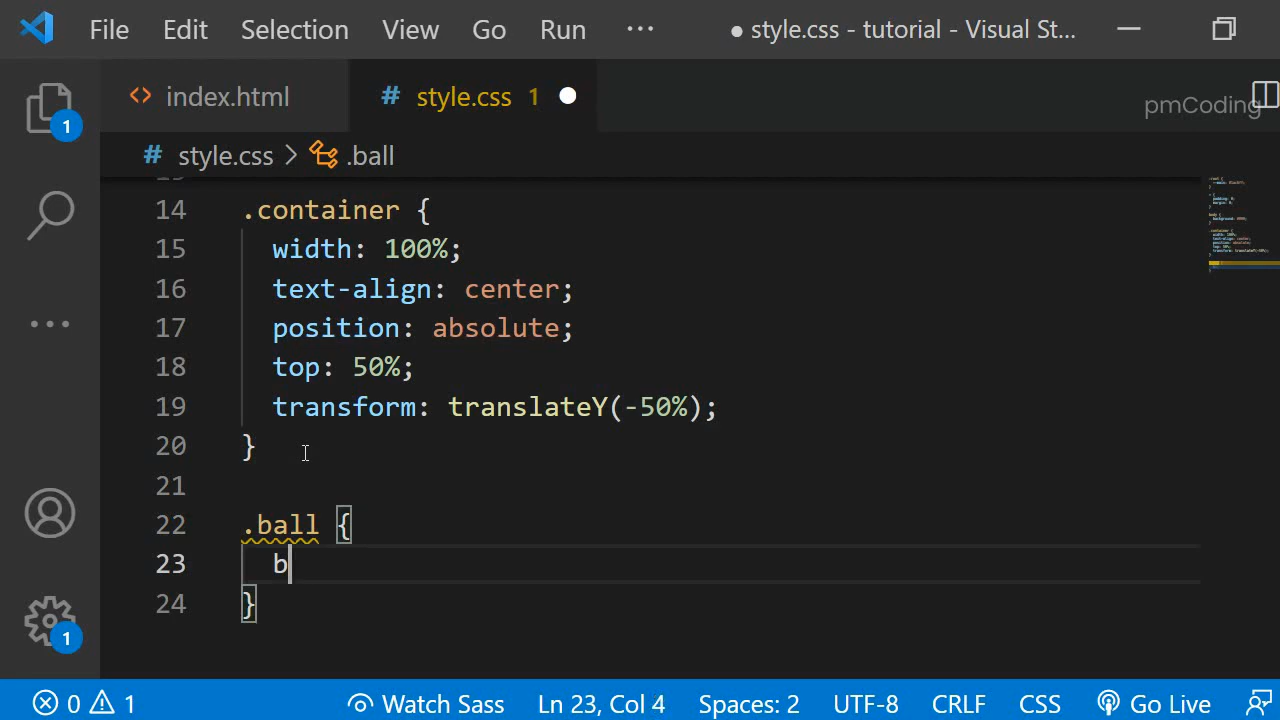 File Edit Selection View Go Run ··· ● style.css - tutorial - Visual St...
index.html style.css 1
pmCoding
style.css > .ball
14 .container {
15 width: 100%;
16 text-align: center;
17 position: absolute;
18 top: 50%;
19 transform: translateY(-50%);
20 }
21
22 .ball {
23 b
24 }
1
1
0 1 Watch Sass Ln 23, Col 4 Spaces: 2 UTF-8 CRLF CSS Go Live